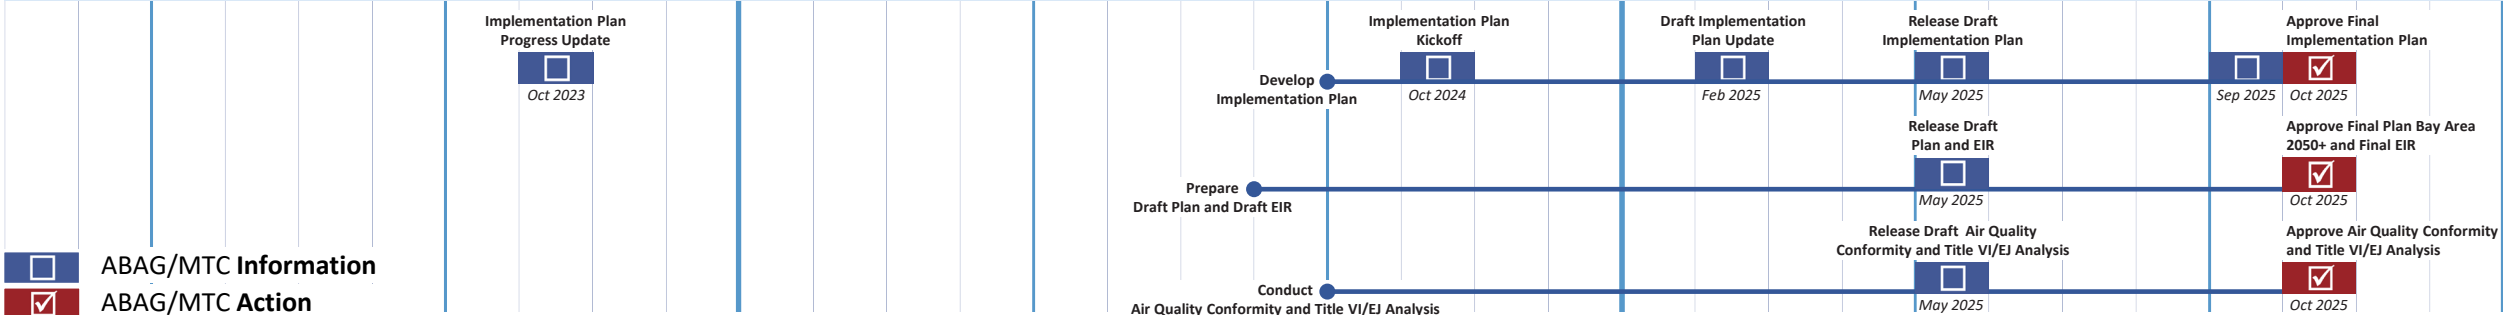 Implementation Plan
Progress Update
Oct 2023
Implementation Plan
Kickoff
Oct 2024
Draft Implementation
Plan Update
Feb 2025
Release Draft
Implementation Plan
May 2025
Approve Final
Implementation Plan
Sep 2025
Oct 2025
Develop
Implementation Plan
Release Draft
Plan and EIR
May 2025
Approve Final Plan Bay Area
2050+ and Final EIR
Oct 2025
Prepare
Draft Plan and Draft EIR
Release Draft Air Quality
Conformity and Title VI/EJ Analysis
May 2025
Approve Air Quality Conformity
and Title VI/EJ Analysis
Oct 2025
Conduct
Air Quality Conformity and Title VI/EJ Analysis
ABAG/MTC Information
ABAG/MTC Action